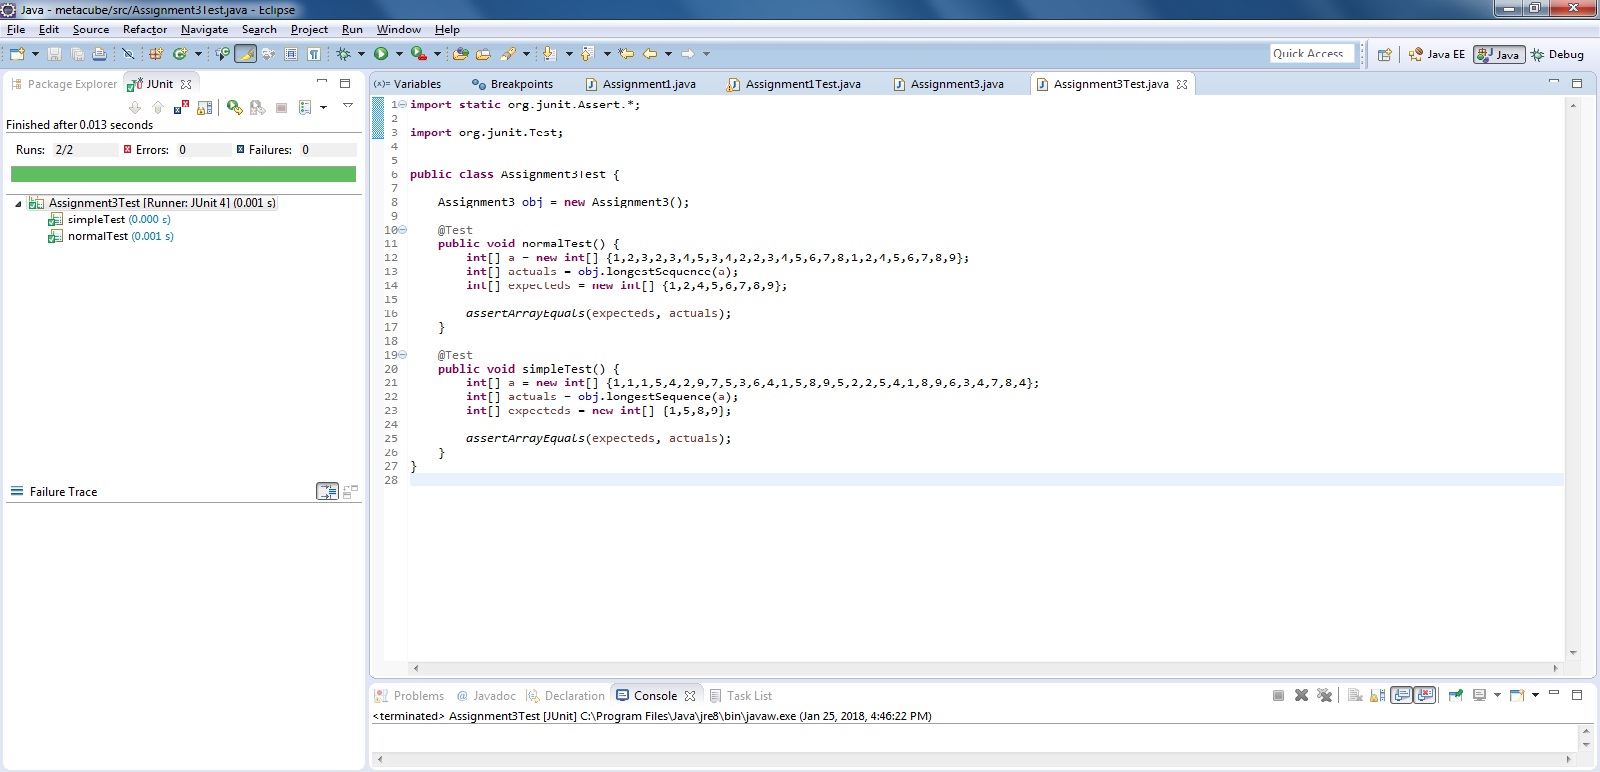 Java - metacube/src/Assignment3Test.java - Eclipse
File Edit Source Refactor Navigate Search Project Run Window Help
Quick Access Java EE Java Debug
Package Explorer JUnit
Finished after 0.013 seconds
Runs: 2/2 Errors: 0 Failures: 0
Assignment3Test [Runner: JUnit 4] (0.001 s)
simpleTest (0.000 s)
normalTest (0.001 s)
Failure Trace
(x)= Variables Breakpoints Assignment1.java Assignment1Test.java Assignment3.java Assignment3Test.java
1 import static org.junit.Assert.*;
2
3 import org.junit.Test;
4
5
6 public class Assignment3Test {
7
8 Assignment3 obj = new Assignment3();
9
10 @Test
11 public void normalTest() {
12 int[] a = new int[] {1,2,3,2,3,4,5,3,4,2,2,3,4,5,6,7,8,1,2,4,5,6,7,8,9};
13 int[] actuals = obj.longestSequence(a);
14 int[] expecteds = new int[] {1,2,4,5,6,7,8,9};
15
16 assertArrayEquals(expecteds, actuals);
17 }
18
19 @Test
20 public void simpleTest() {
21 int[] a = new int[] {1,1,1,5,4,2,9,7,5,3,6,4,1,5,8,9,5,2,2,5,4,1,8,9,6,3,4,7,8,4};
22 int[] actuals = obj.longestSequence(a);
23 int[] expecteds = new int[] {1,5,8,9};
24
25 assertArrayEquals(expecteds, actuals);
26 }
27 }
28
Problems @ Javadoc Declaration Console Task List
<terminated> Assignment3Test [JUnit] C:\Program Files\Java\jre8\bin\javaw.exe (Jan 25, 2018, 4:46:22 PM)